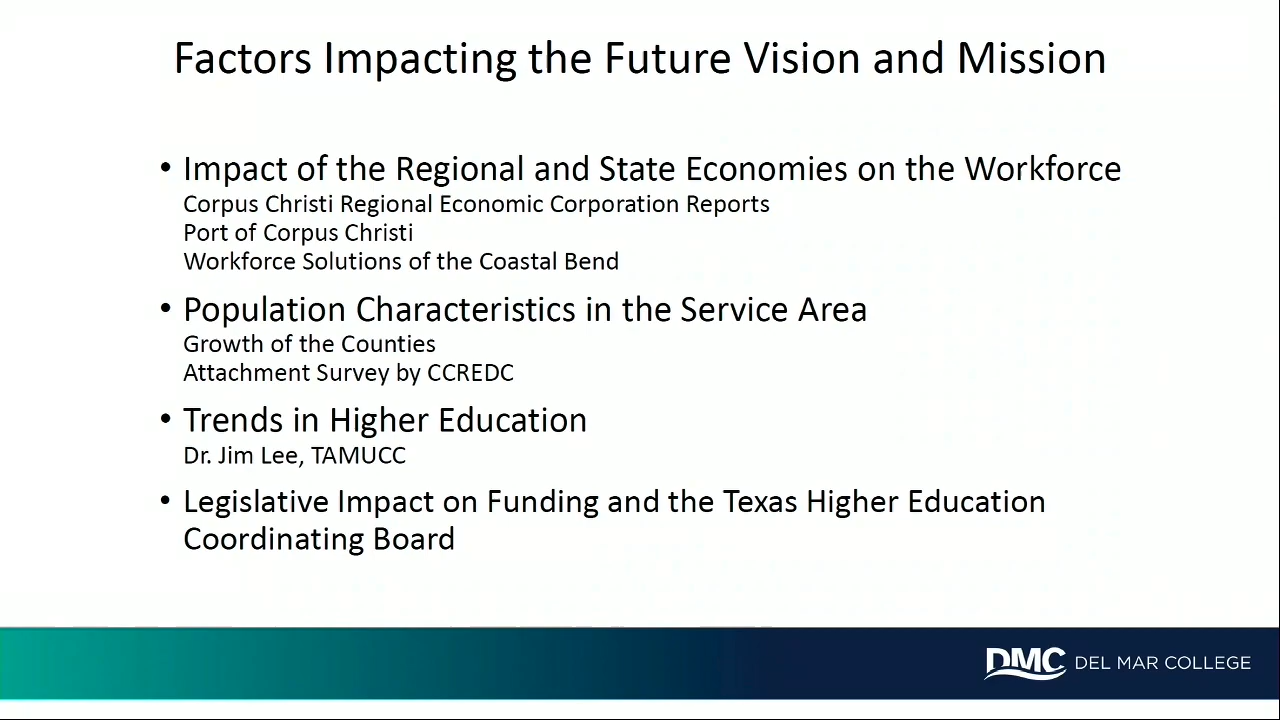 Factors Impacting the Future Vision and Mission
• Impact of the Regional and State Economies on the Workforce
Corpus Christi Regional Economic Corporation Reports
Port of Corpus Christi
Workforce Solutions of the Coastal Bend
• Population Characteristics in the Service Area
Growth of the Counties
Attachment Survey by CCREDC
• Trends in Higher Education
Dr. Jim Lee, TAMUCC
• Legislative Impact on Funding and the Texas Higher Education
Coordinating Board
DMC DEL MAR COLLEGE